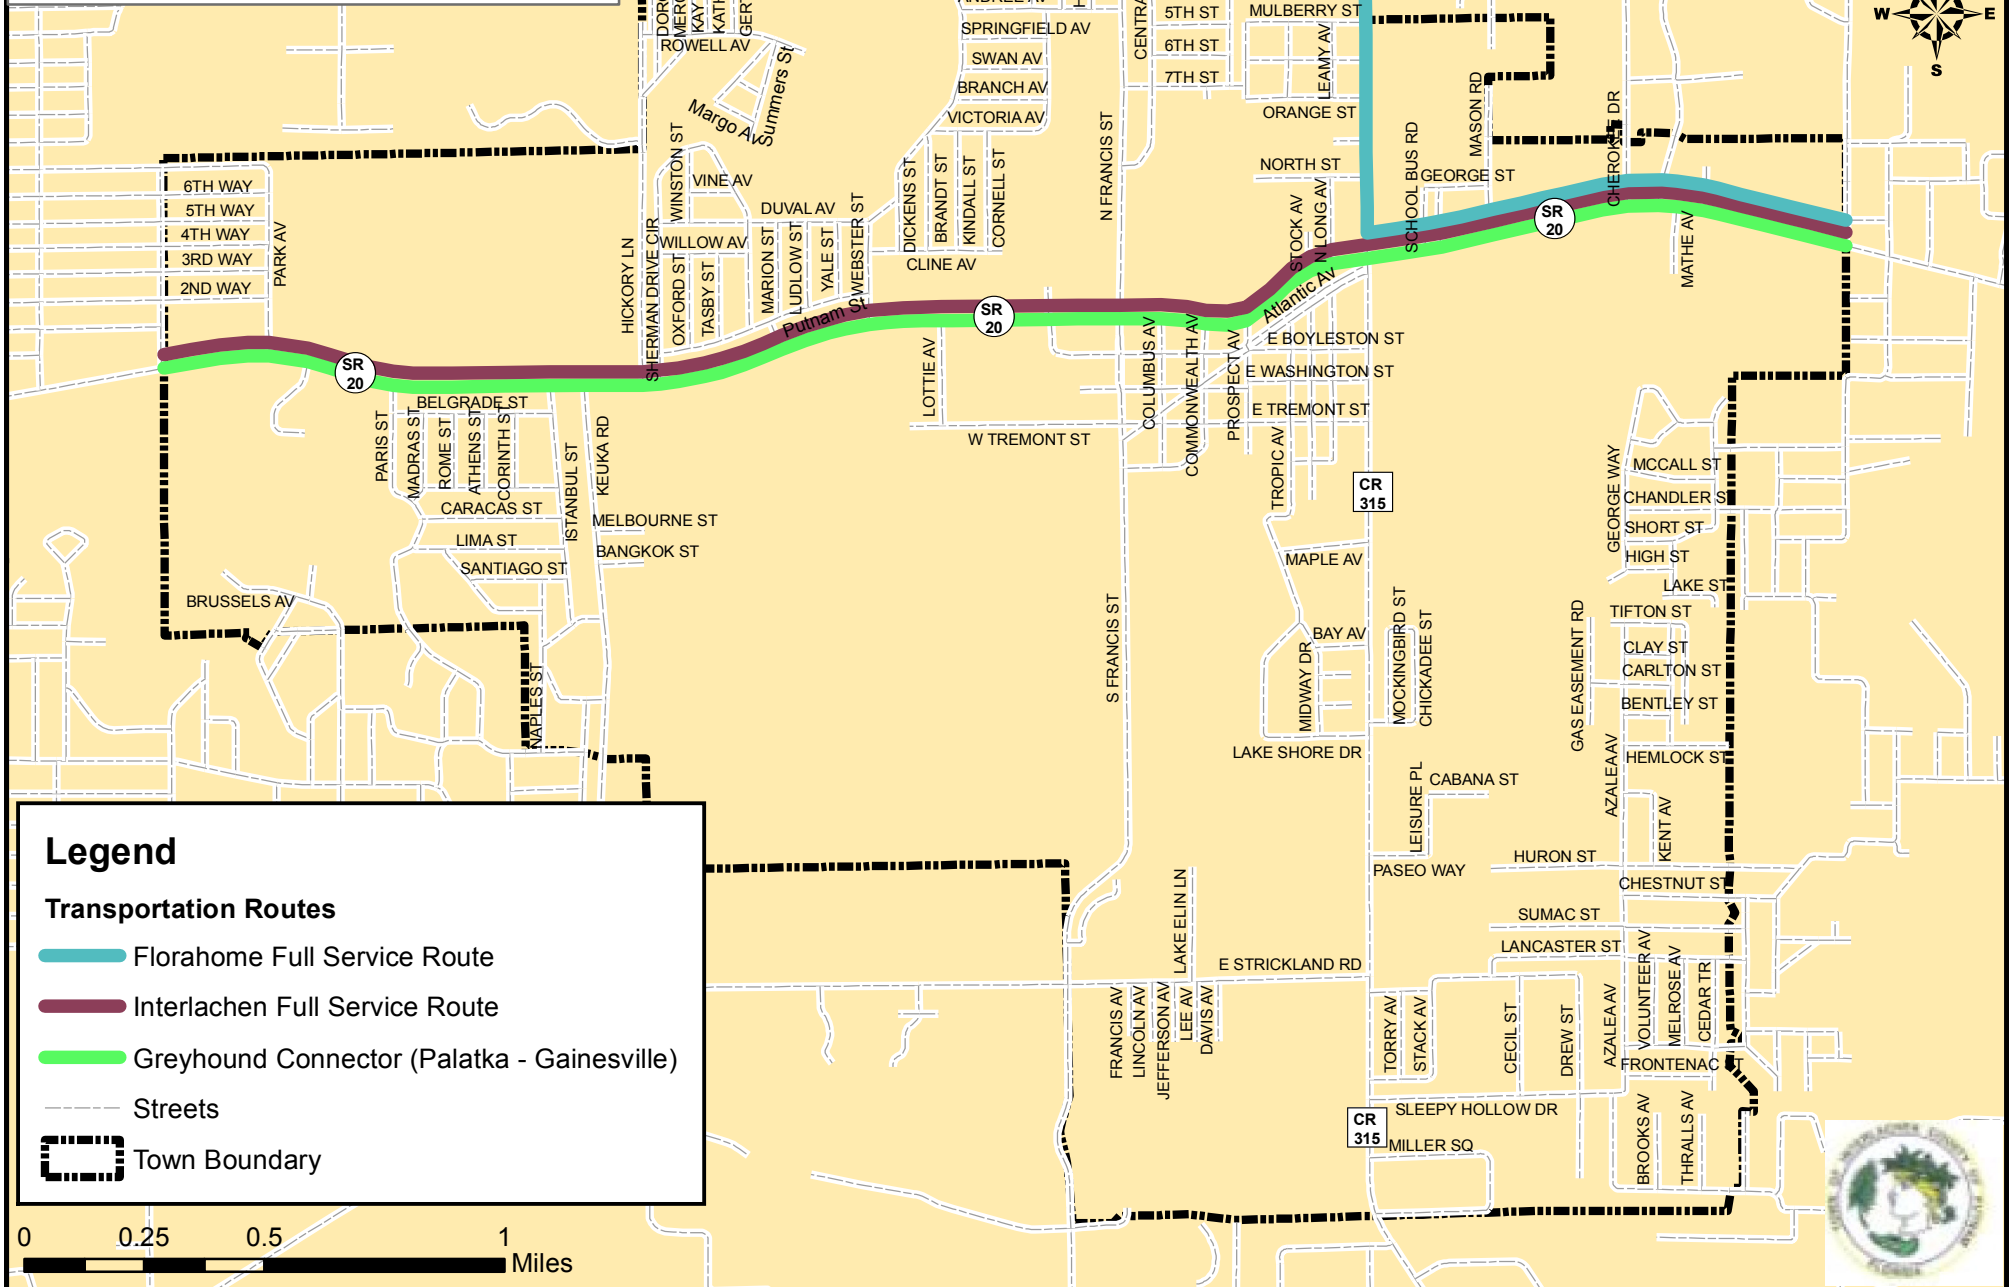 5TH ST
MULBERRY ST
W
E
S
SPRINGFIELD AV
ROWELL AV
6TH ST
SWAN AV
7TH ST
BRANCH AV
LEAMY AV
Summers St
Margo Av
VICTORIA AV
ORANGE ST
MASON RD
CHEROKEE DR
N FRANCIS ST
WINSTON ST
SCHOOL BUS RD
NORTH ST
GEORGE ST
VINE AV
6TH WAY
5TH WAY
4TH WAY
3RD WAY
2ND WAY
PARK AV
DUVAL AV
DICKENS ST
BRANDT ST
KINDALL ST
CORNELL ST
WILLOW AV
HICKORY LN
SHERMAN DRIVE CIR
OXFORD ST
TASBY ST
MARION ST
LUDLOW ST
YALE ST
WEBSTER ST
CLINE AV
STOCK AV
N LONG AV
SR
20
MATHE AV
Putnam St
SR
20
Atlantic Av
SR
20
LOTTIE AV
COLUMBUS AV
COMMONWEALTH AV
PROSPECT AV
E BOYLESTON ST
E WASHINGTON ST
E TREMONT ST
W TREMONT ST
BELGRADE ST
PARIS ST
MADRAS ST
ROME ST
ATHENS ST
CORINTH ST
ISTANBUL ST
KEUKA RD
CARACAS ST
MELBOURNE ST
LIMA ST
BANGKOK ST
SANTIAGO ST
BRUSSELS AV
NAPLES ST
TROPIC AV
CR
315
GEORGE WAY
MCCALL ST
CHANDLER S
SHORT ST
HIGH ST
LAKE ST
MAPLE AV
S FRANCIS ST
BAY AV
MIDWAY DR
MOCKINGBIRD ST
CHICKADEE ST
GAS EASEMENT RD
TIFTON ST
CLAY ST
CARLTON ST
BENTLEY ST
LAKE SHORE DR
HEMLOCK ST
AZALEA AV
CABANA ST
LEISURE PL
KENT AV
PASEO WAY
HURON ST
CHESTNUT ST
LAKE ELIN LN
SUMAC ST
LANCASTER ST
E STRICKLAND RD
FRANCIS AV
LINCOLN AV
JEFFERSON AV
LEE AV
DAVIS AV
TORRY AV
STACK AV
CECIL ST
DREW ST
AZALEA AV
VOLUNTEER AV
MELROSE AV
CEDAR TR
FRONTENAC ST
SLEEPY HOLLOW DR
CR
315
MILLER SQ
BROOKS AV
THRALLS AV
Legend
Transportation Routes
Florahome Full Service Route
Interlachen Full Service Route
Greyhound Connector (Palatka - Gainesville)
Streets
Town Boundary
0 0.25 0.5 1
Miles